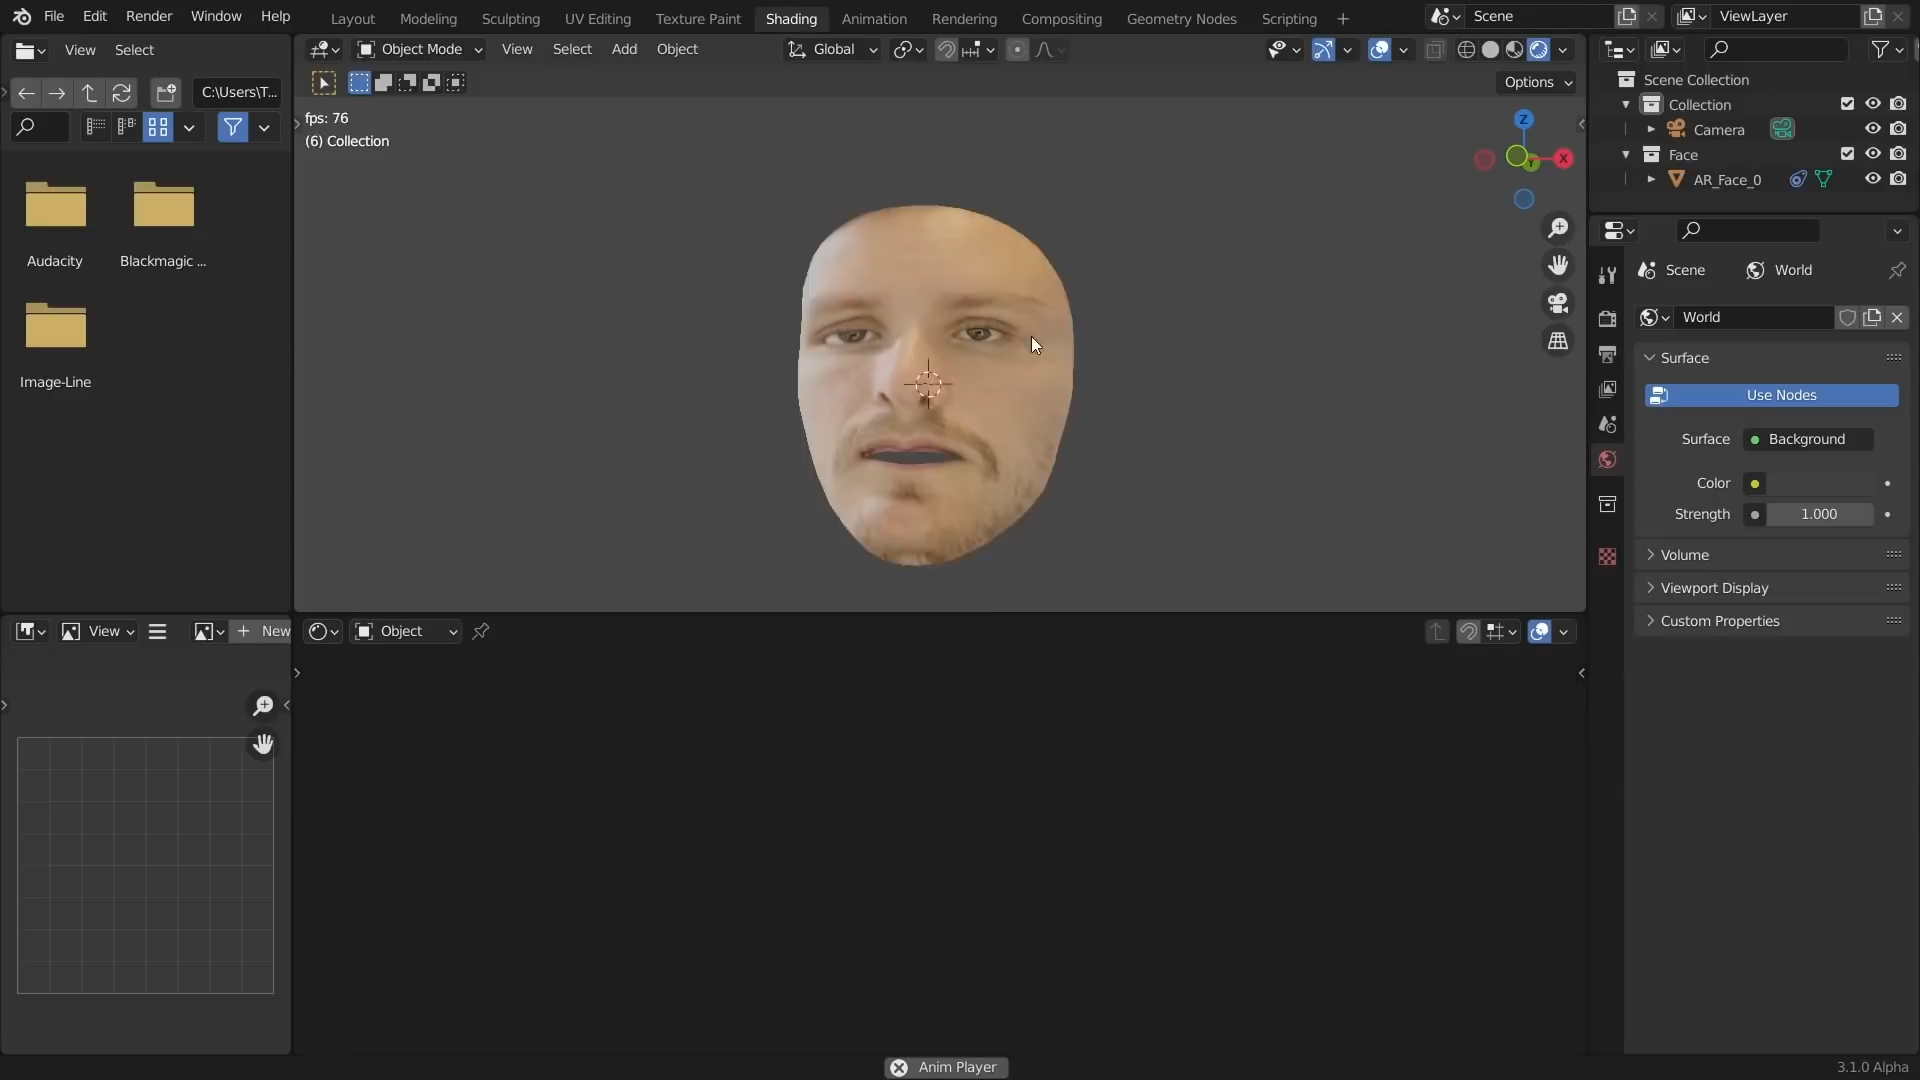 File Edit Render Window Help
Layout Modeling Sculpting UV Editing Texture Paint Shading Animation Rendering Compositing Geometry Nodes Scripting +
Scene
ViewLayer
View Select
Object Mode View Select Add Object
Global
C:\Users\T...
Options
fps: 76
(6) Collection
Z
X
Y
Audacity
Blackmagic ...
Image-Line
Scene Collection
Collection
Camera
Face
AR_Face_0
Scene World
World
Surface
Use Nodes
Surface Background
Color
Strength 1.000
Volume
Viewport Display
Custom Properties
View
+ New
Object
Anim Player
3.1.0 Alpha